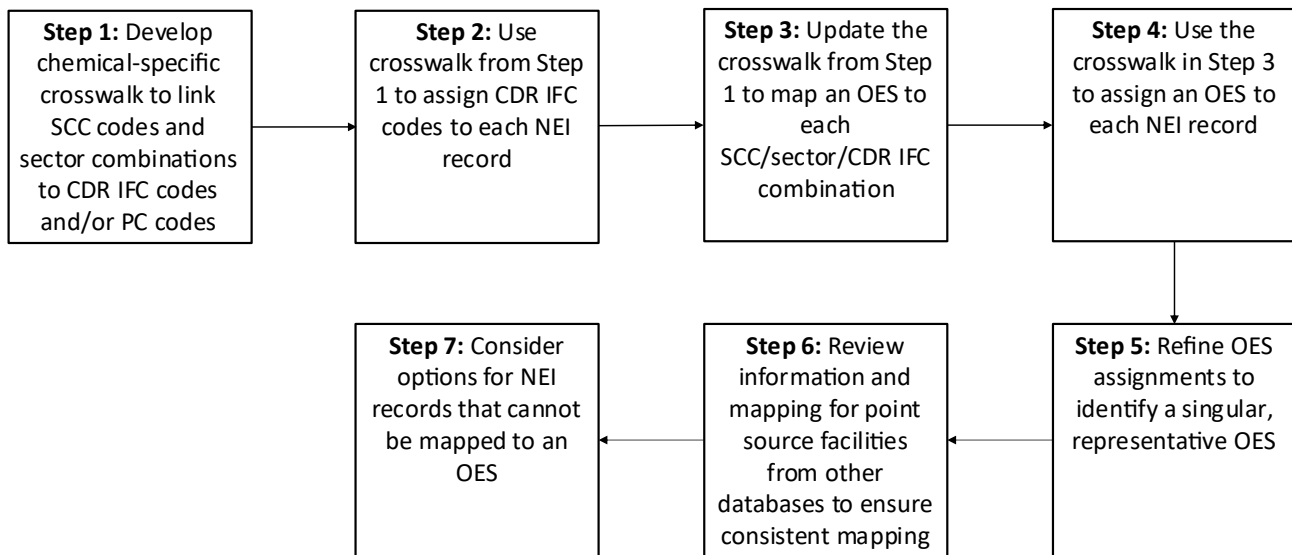 Step 1: Develop
chemical-specific
crosswalk to link
SCC codes and
sector combinations
to CDR IFC codes
and/or PC codes
Step 2: Use
crosswalk from Step
1 to assign CDR IFC
codes to each NEI
record
Step 3: Update the
crosswalk from Step
1 to map an OES to
each
SCC/sector/CDR IFC
combination
Step 4: Use the
crosswalk in Step 3
to assign an OES to
each NEI record
Step 5: Refine OES
assignments to
identify a singular,
representative OES
Step 6: Review
information and
mapping for point
source facilities
from other
databases to ensure
consistent mapping
Step 7: Consider
options for NEI
records that cannot
be mapped to an
OES